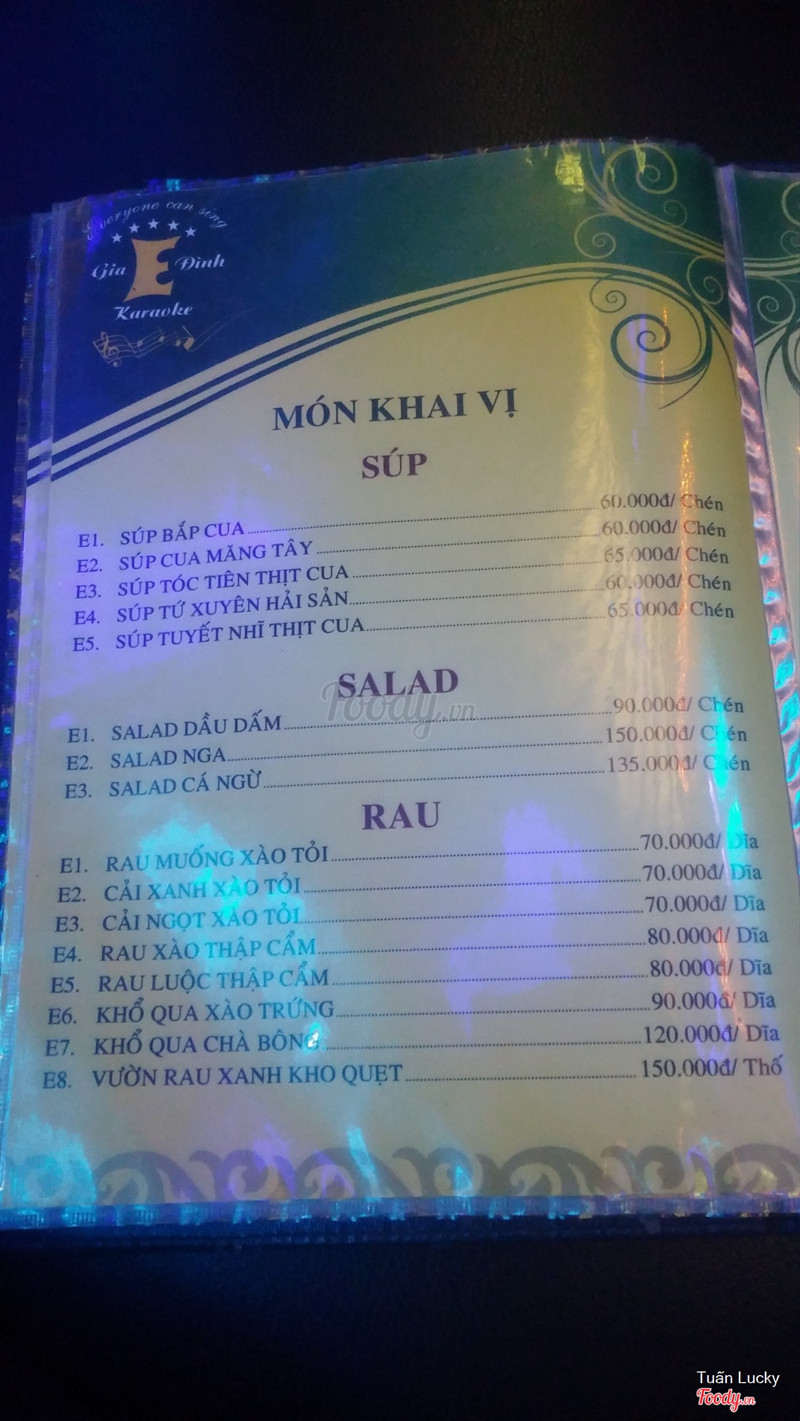 Everyone can sing
Gia E Đình
Karaoke
MÓN KHAI VỊ
SÚP
E1. SÚP BẮP CUA 60.000đ/ Chén
E2. SÚP CUA MĂNG TÂY 60.000đ/ Chén
E3. SÚP TÓC TIÊN THỊT CUA 65.000đ/ Chén
E4. SÚP TỨ XUYÊN HẢI SẢN 60.000đ/ Chén
E5. SÚP TUYẾT NHĨ THỊT CUA 65.000đ/ Chén
SALAD
Foody.vn
E1. SALAD DẦU DẤM 90.000đ/ Chén
E2. SALAD NGA 150.000đ/ Chén
E3. SALAD CÁ NGỪ 135.000đ/ Chén
RAU
E1. RAU MUỐNG XÀO TỎI 70.000đ/ Dĩa
E2. CẢI XANH XÀO TỎI 70.000đ/ Dĩa
E3. CẢI NGỌT XÀO TỎI 70.000đ/ Dĩa
E4. RAU XÀO THẬP CẨM 80.000đ/ Dĩa
E5. RAU LUỘC THẬP CẨM 80.000đ/ Dĩa
E6. KHỔ QUA XÀO TRỨNG 90.000đ/ Dĩa
E7. KHỔ QUA CHÀ BÔNG 120.000đ/ Dĩa
E8. VƯỜN RAU XANH KHO QUẸT 150.000đ/ Thố
Tuấn Lucky
Foody.vn